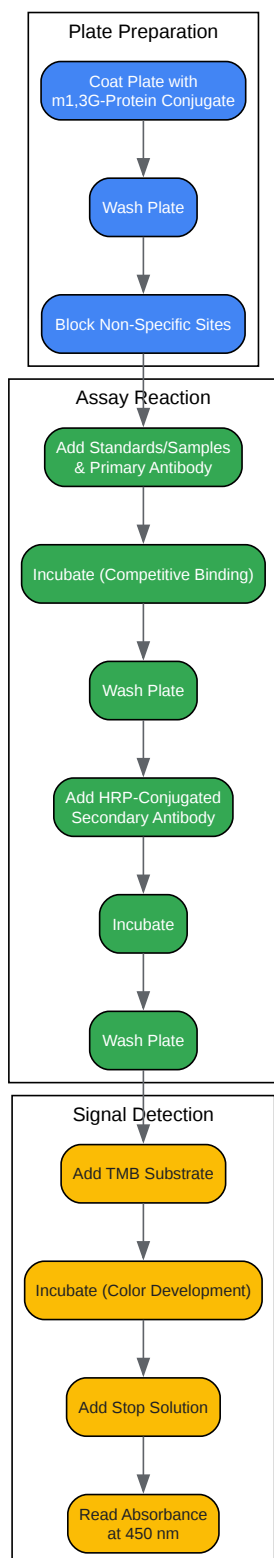 Plate Preparation
Coat Plate with
m1,3G-Protein Conjugate
Wash Plate
Block Non-Specific Sites
Assay Reaction
Add Standards/Samples
& Primary Antibody
Incubate (Competitive Binding)
Wash Plate
Add HRP-Conjugated
Secondary Antibody
Incubate
Wash Plate
Signal Detection
Add TMB Substrate
Incubate (Color Development)
Add Stop Solution
Read Absorbance
at 450 nm